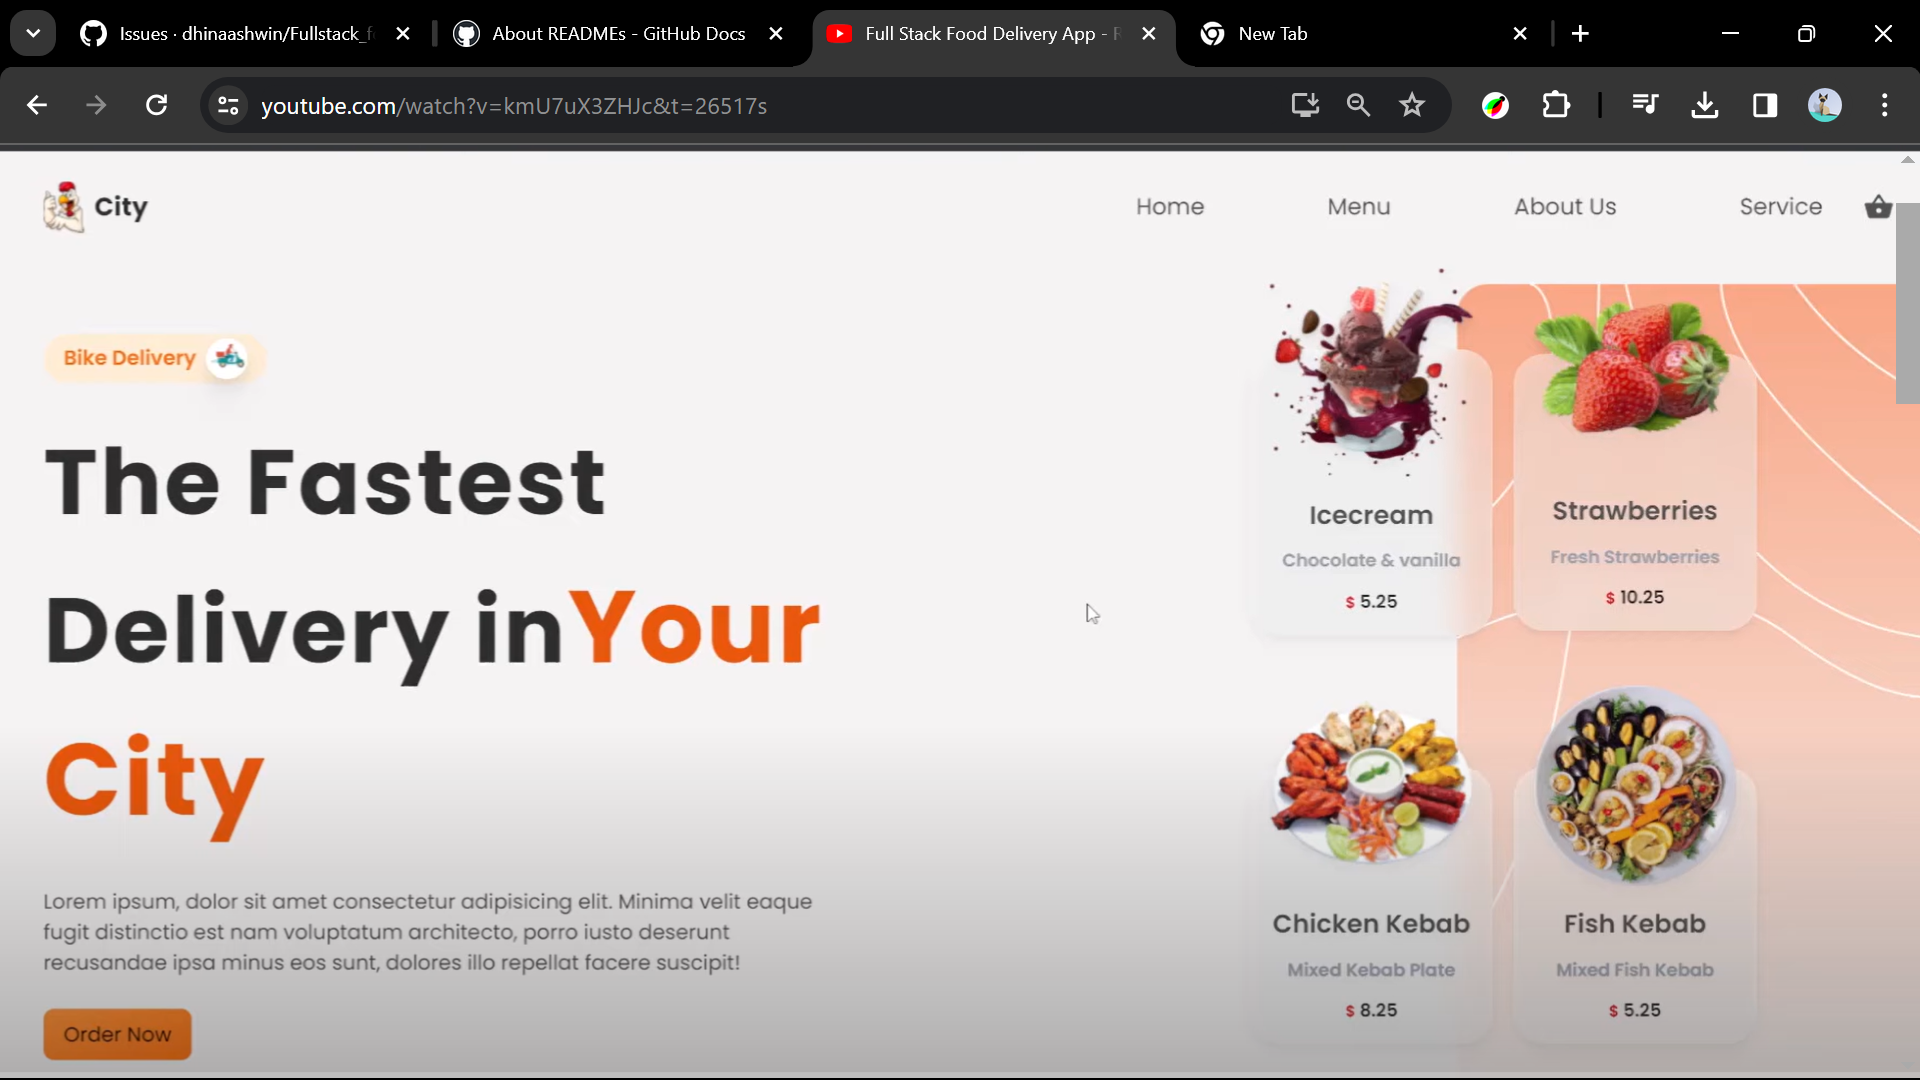 Issues · dhinaashwin/Fullstack_f
About READMEs - GitHub Docs
Full Stack Food Delivery App - R
New Tab
youtube.com/watch?v=kmU7uX3ZHJc&t=26517s
City
Home
Menu
About Us
Service
Bike Delivery
The Fastest
Delivery inYour
City
Lorem ipsum, dolor sit amet consectetur adipisicing elit. Minima velit eaque
fugit distinctio est nam voluptatum architecto, porro iusto deserunt
recusandae ipsa minus eos sunt, dolores illo repellat facere suscipit!
Order Now
Icecream
Chocolate & vanilla
$ 5.25
Strawberries
Fresh Strawberries
$ 10.25
Chicken Kebab
Mixed Kebab Plate
$ 8.25
Fish Kebab
Mixed Fish Kebab
$ 5.25